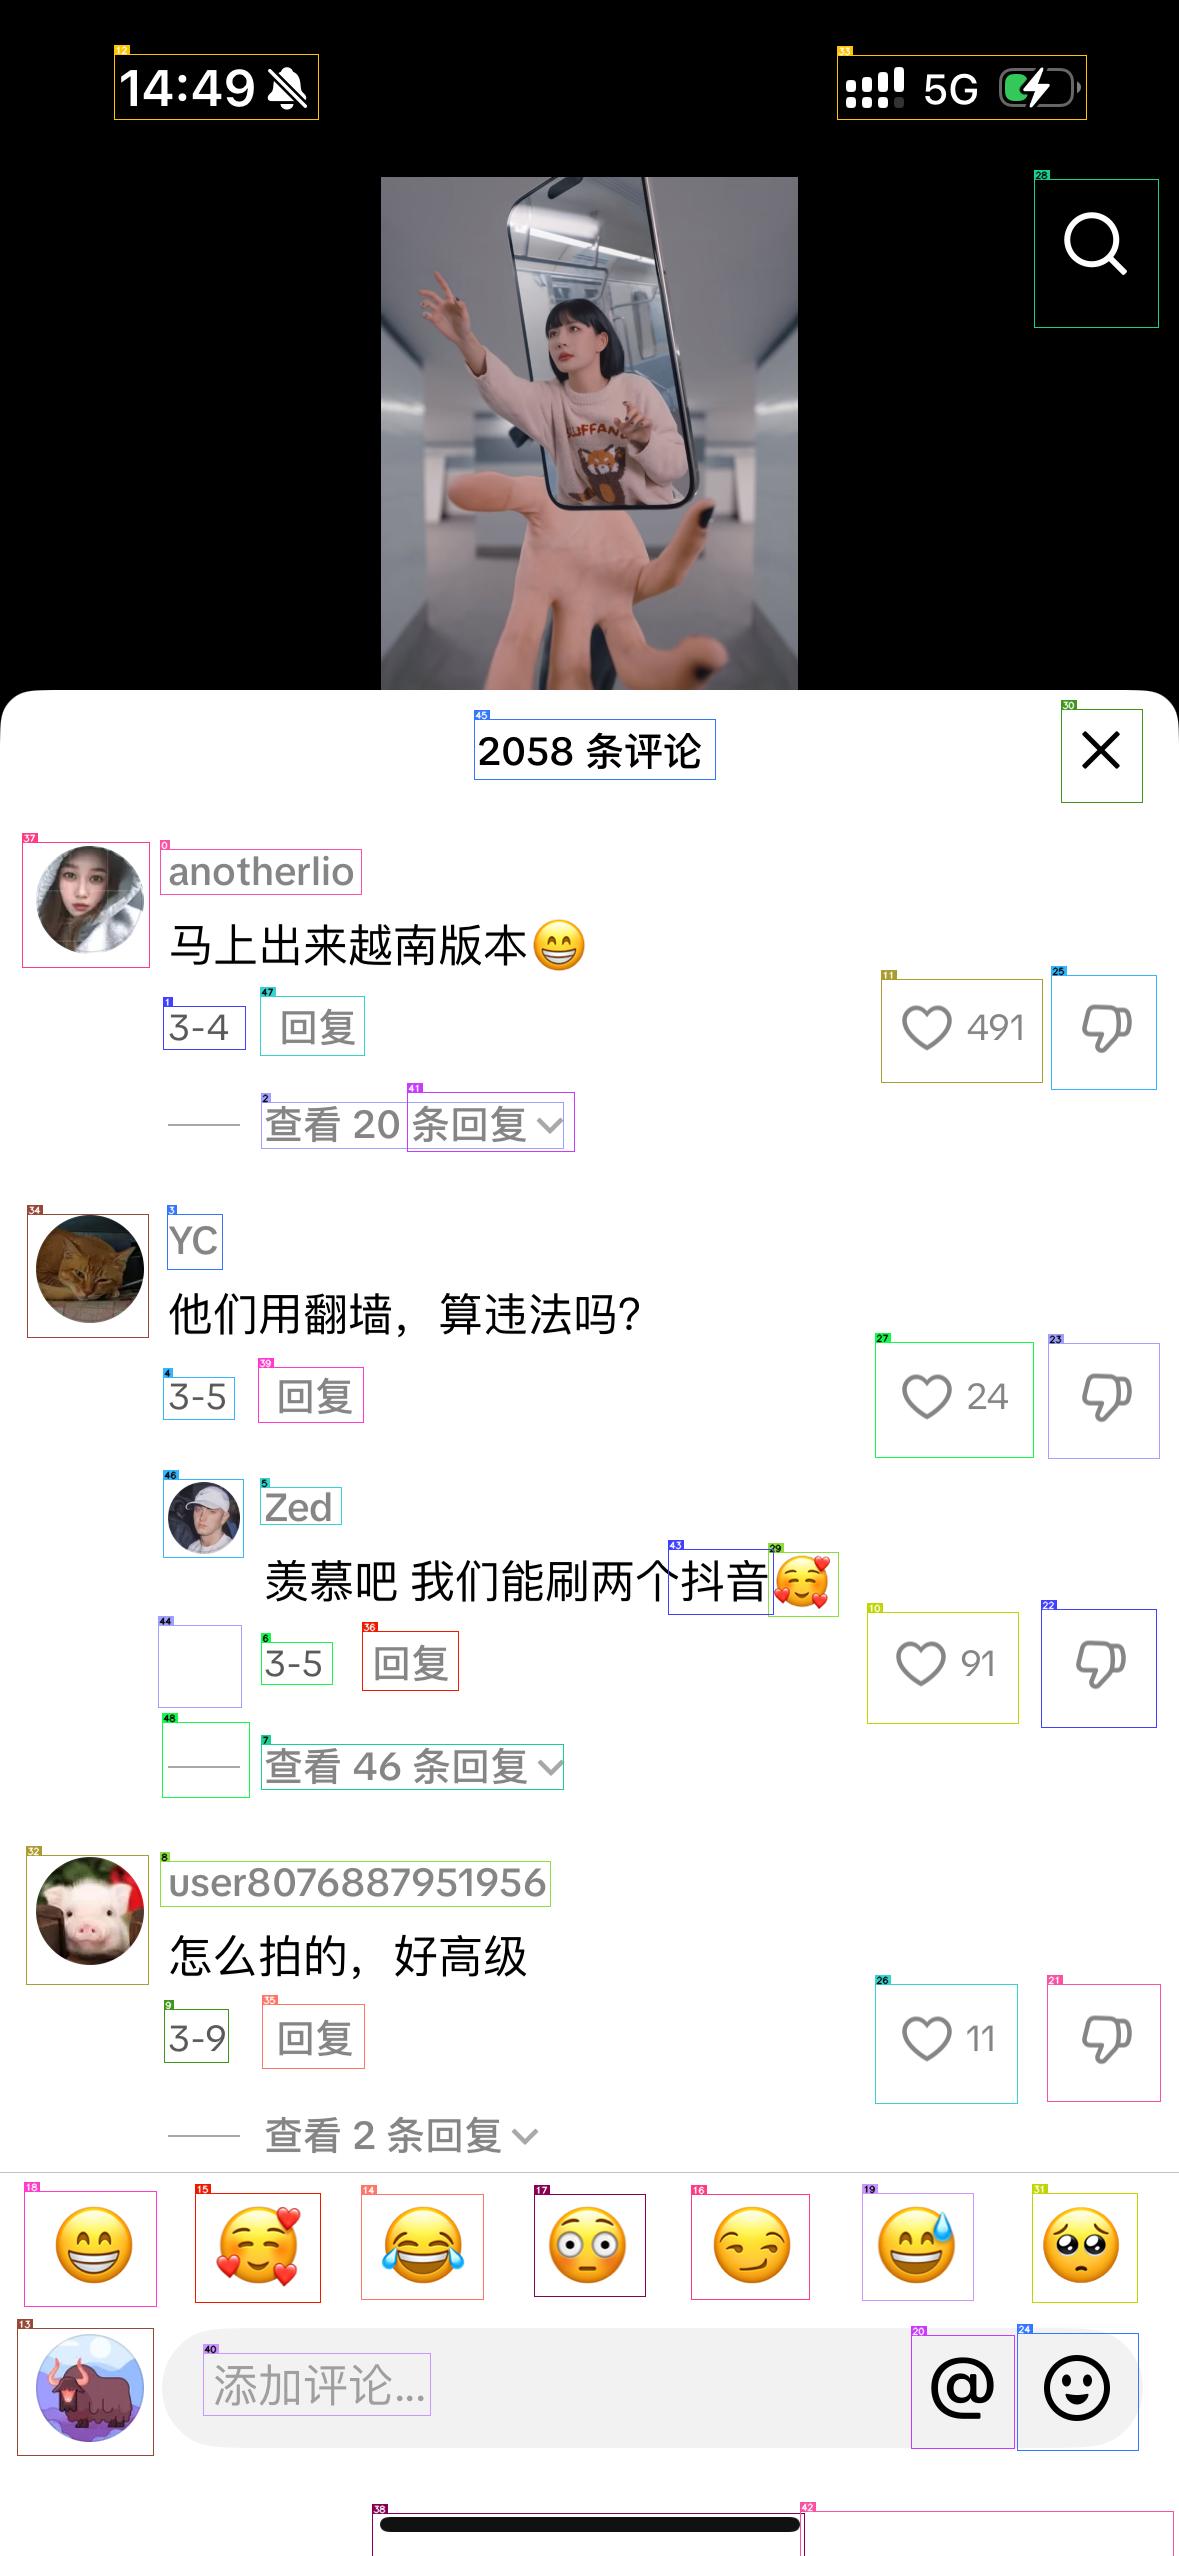 14:49 5G
UFFAN
2058 条评论
anotherlio
马上出来越南版本😁
3-4 回复 491
查看 20 条回复
YC
他们用翻墙，算违法吗？
3-5 回复 24
Zed
羡慕吧 我们能刷两个抖音🥰
3-5 回复 91
查看 46 条回复
user8076887951956
怎么拍的，好高级
3-9 回复 11
查看 2 条回复
添加评论... @